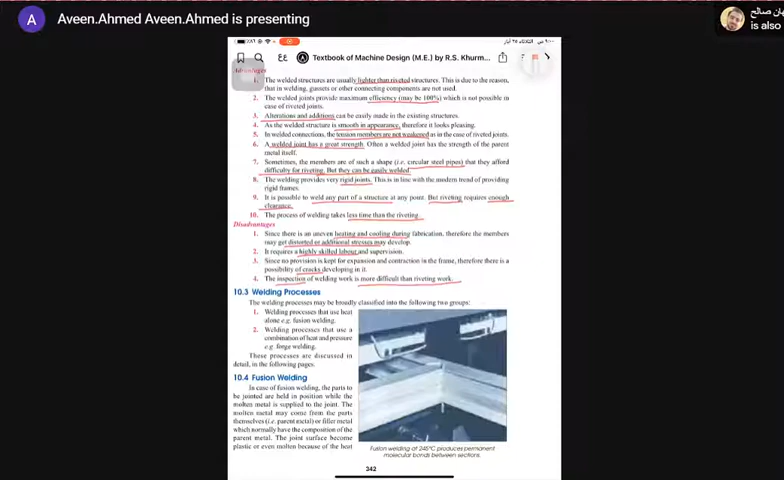 A Aveen.Ahmed Aveen.Ahmed is presenting
صالح
is also
Textbook of Machine Design (M.E.) by R.S. Khurm...
Advantages
1. The welded structures are usually lighter than riveted structures. This is due to the reason,
that in welding, gussets or other connecting components are not used.
2. The welded joints provide maximum efficiency (may be 100%) which is not possible in
case of riveted joints.
3. Alterations and additions can be easily made in the existing structures.
4. As the welded structure is smooth in appearance, therefore it looks pleasing.
5. In welded connections, the tension members are not weakened as in the case of riveted joints.
6. A welded joint has a great strength. Often a welded joint has the strength of the parent
metal itself.
7. Sometimes, the members are of such a shape (i.e. circular steel pipes) that they afford
difficulty for riveting. But they can be easily welded.
8. The welding provides very rigid joints. This is in line with the modern trend of providing
rigid frames.
9. It is possible to weld any part of a structure at any point. But riveting requires enough
clearance.
10. The process of welding takes less time than the riveting.
Disadvantages
1. Since there is an uneven heating and cooling during fabrication, therefore the members
may get distorted or additional stresses may develop.
2. It requires a highly skilled labour and supervision.
3. Since no provision is kept for expansion and contraction in the frame, therefore there is a
possibility of cracks developing in it.
4. The inspection of welding work is more difficult than riveting work.
10.3 Welding Processes
The welding processes may be broadly classified into the following two groups:
1. Welding processes that use heat
alone e.g. fusion welding.
2. Welding processes that use a
combination of heat and pressure
e.g. forge welding.
These processes are discussed in
detail, in the following pages.
10.4 Fusion Welding
In case of fusion welding, the parts to
be jointed are held in position while the
molten metal is supplied to the joint. The
molten metal may come from the parts
themselves (i.e. parent metal) or filler metal
which normally have the composition of the
parent metal. The joint surface become
plastic or even molten because of the heat
Fusion welding at 245°C produces permanent
molecular bonds between sections.
342